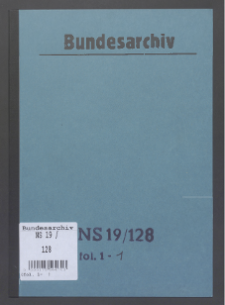 Bundesarchiv
Bundesarchiv
NS 19 /
128
NS 19/128
fol. 1 - 1